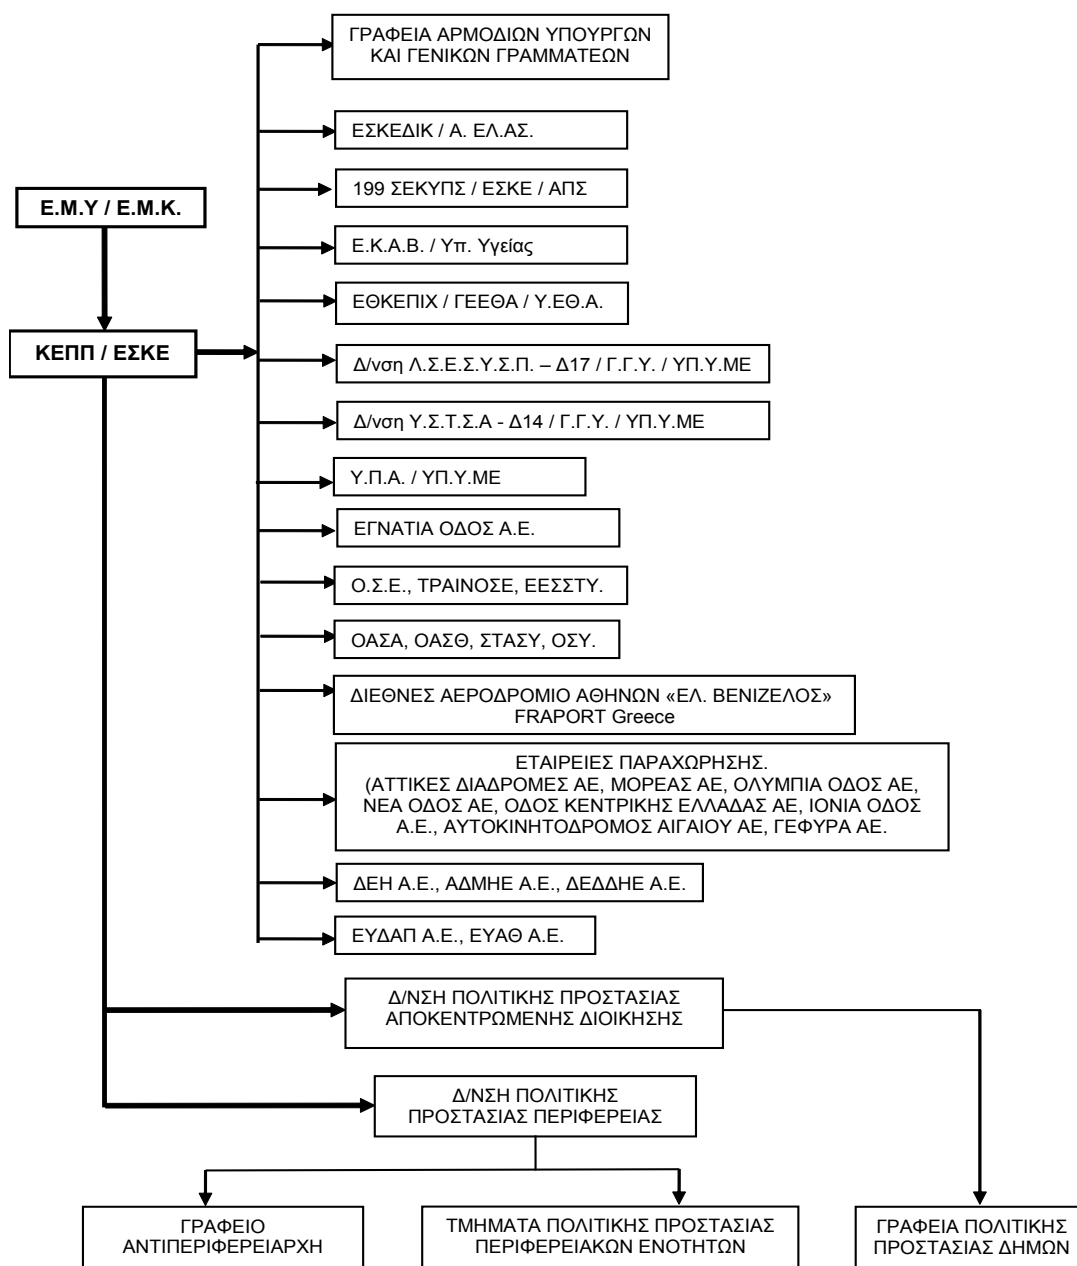 ΓΡΑΦΕΙΑ ΑΡΜΟΔΙΩΝ ΥΠΟΥΡΓΩΝ
ΚΑΙ ΓΕΝΙΚΩΝ ΓΡΑΜΜΑΤΕΩΝ
ΕΣΚΕΔΙΚ / Α. ΕΛ.ΑΣ.
199 ΣΕΚΥΠΣ / ΕΣΚΕ / ΑΠΣ
Ε.Μ.Υ / Ε.Μ.Κ.
Ε.Κ.Α.Β. / Υπ. Υγείας
ΕΘΚΕΠΙΧ / ΓΕΕΘΑ / Υ.ΕΘ.Α.
ΚΕΠΠ / ΕΣΚΕ
Δ/νση Λ.Σ.Ε.Σ.Υ.Σ.Π. – Δ17 / Γ.Γ.Υ. / ΥΠ.Υ.ΜΕ
Δ/νση Υ.Σ.Τ.Σ.Α - Δ14 / Γ.Γ.Υ. / ΥΠ.Υ.ΜΕ
Υ.Π.Α. / ΥΠ.Υ.ΜΕ
ΕΓΝΑΤΙΑ ΟΔΟΣ Α.Ε.
Ο.Σ.Ε., ΤΡΑΙΝΟΣΕ, ΕΕΣΣΤΥ.
ΟΑΣΑ, ΟΑΣΘ, ΣΤΑΣΥ, ΟΣΥ.
ΔΙΕΘΝΕΣ ΑΕΡΟΔΡΟΜΙΟ ΑΘΗΝΩΝ «ΕΛ. ΒΕΝΙΖΕΛΟΣ»
FRAPORT Greece
ΕΤΑΙΡΕΙΕΣ ΠΑΡΑΧΩΡΗΣΗΣ.
(ΑΤΤΙΚΕΣ ΔΙΑΔΡΟΜΕΣ ΑΕ, ΜΟΡΕΑΣ ΑΕ, ΟΛΥΜΠΙΑ ΟΔΟΣ ΑΕ,
ΝΕΑ ΟΔΟΣ ΑΕ, ΟΔΟΣ ΚΕΝΤΡΙΚΗΣ ΕΛΛΑΔΑΣ ΑΕ, ΙΟΝΙΑ ΟΔΟΣ
Α.Ε., ΑΥΤΟΚΙΝΗΤΟΔΡΟΜΟΣ ΑΙΓΑΙΟΥ ΑΕ, ΓΕΦΥΡΑ ΑΕ.
ΔΕΗ Α.Ε., ΑΔΜΗΕ Α.Ε., ΔΕΔΔΗΕ Α.Ε.
ΕΥΔΑΠ Α.Ε., ΕΥΑΘ Α.Ε.
Δ/ΝΣΗ ΠΟΛΙΤΙΚΗΣ ΠΡΟΣΤΑΣΙΑΣ
ΑΠΟΚΕΝΤΡΩΜΕΝΗΣ ΔΙΟΙΚΗΣΗΣ
Δ/ΝΣΗ ΠΟΛΙΤΙΚΗΣ
ΠΡΟΣΤΑΣΙΑΣ ΠΕΡΙΦΕΡΕΙΑΣ
ΓΡΑΦΕΙΟ
ΑΝΤΙΠΕΡΙΦΕΡΕΙΑΡΧΗ
ΤΜΗΜΑΤΑ ΠΟΛΙΤΙΚΗΣ ΠΡΟΣΤΑΣΙΑΣ
ΠΕΡΙΦΕΡΕΙΑΚΩΝ ΕΝΟΤΗΤΩΝ
ΓΡΑΦΕΙΑ ΠΟΛΙΤΙΚΗΣ
ΠΡΟΣΤΑΣΙΑΣ ΔΗΜΩΝ